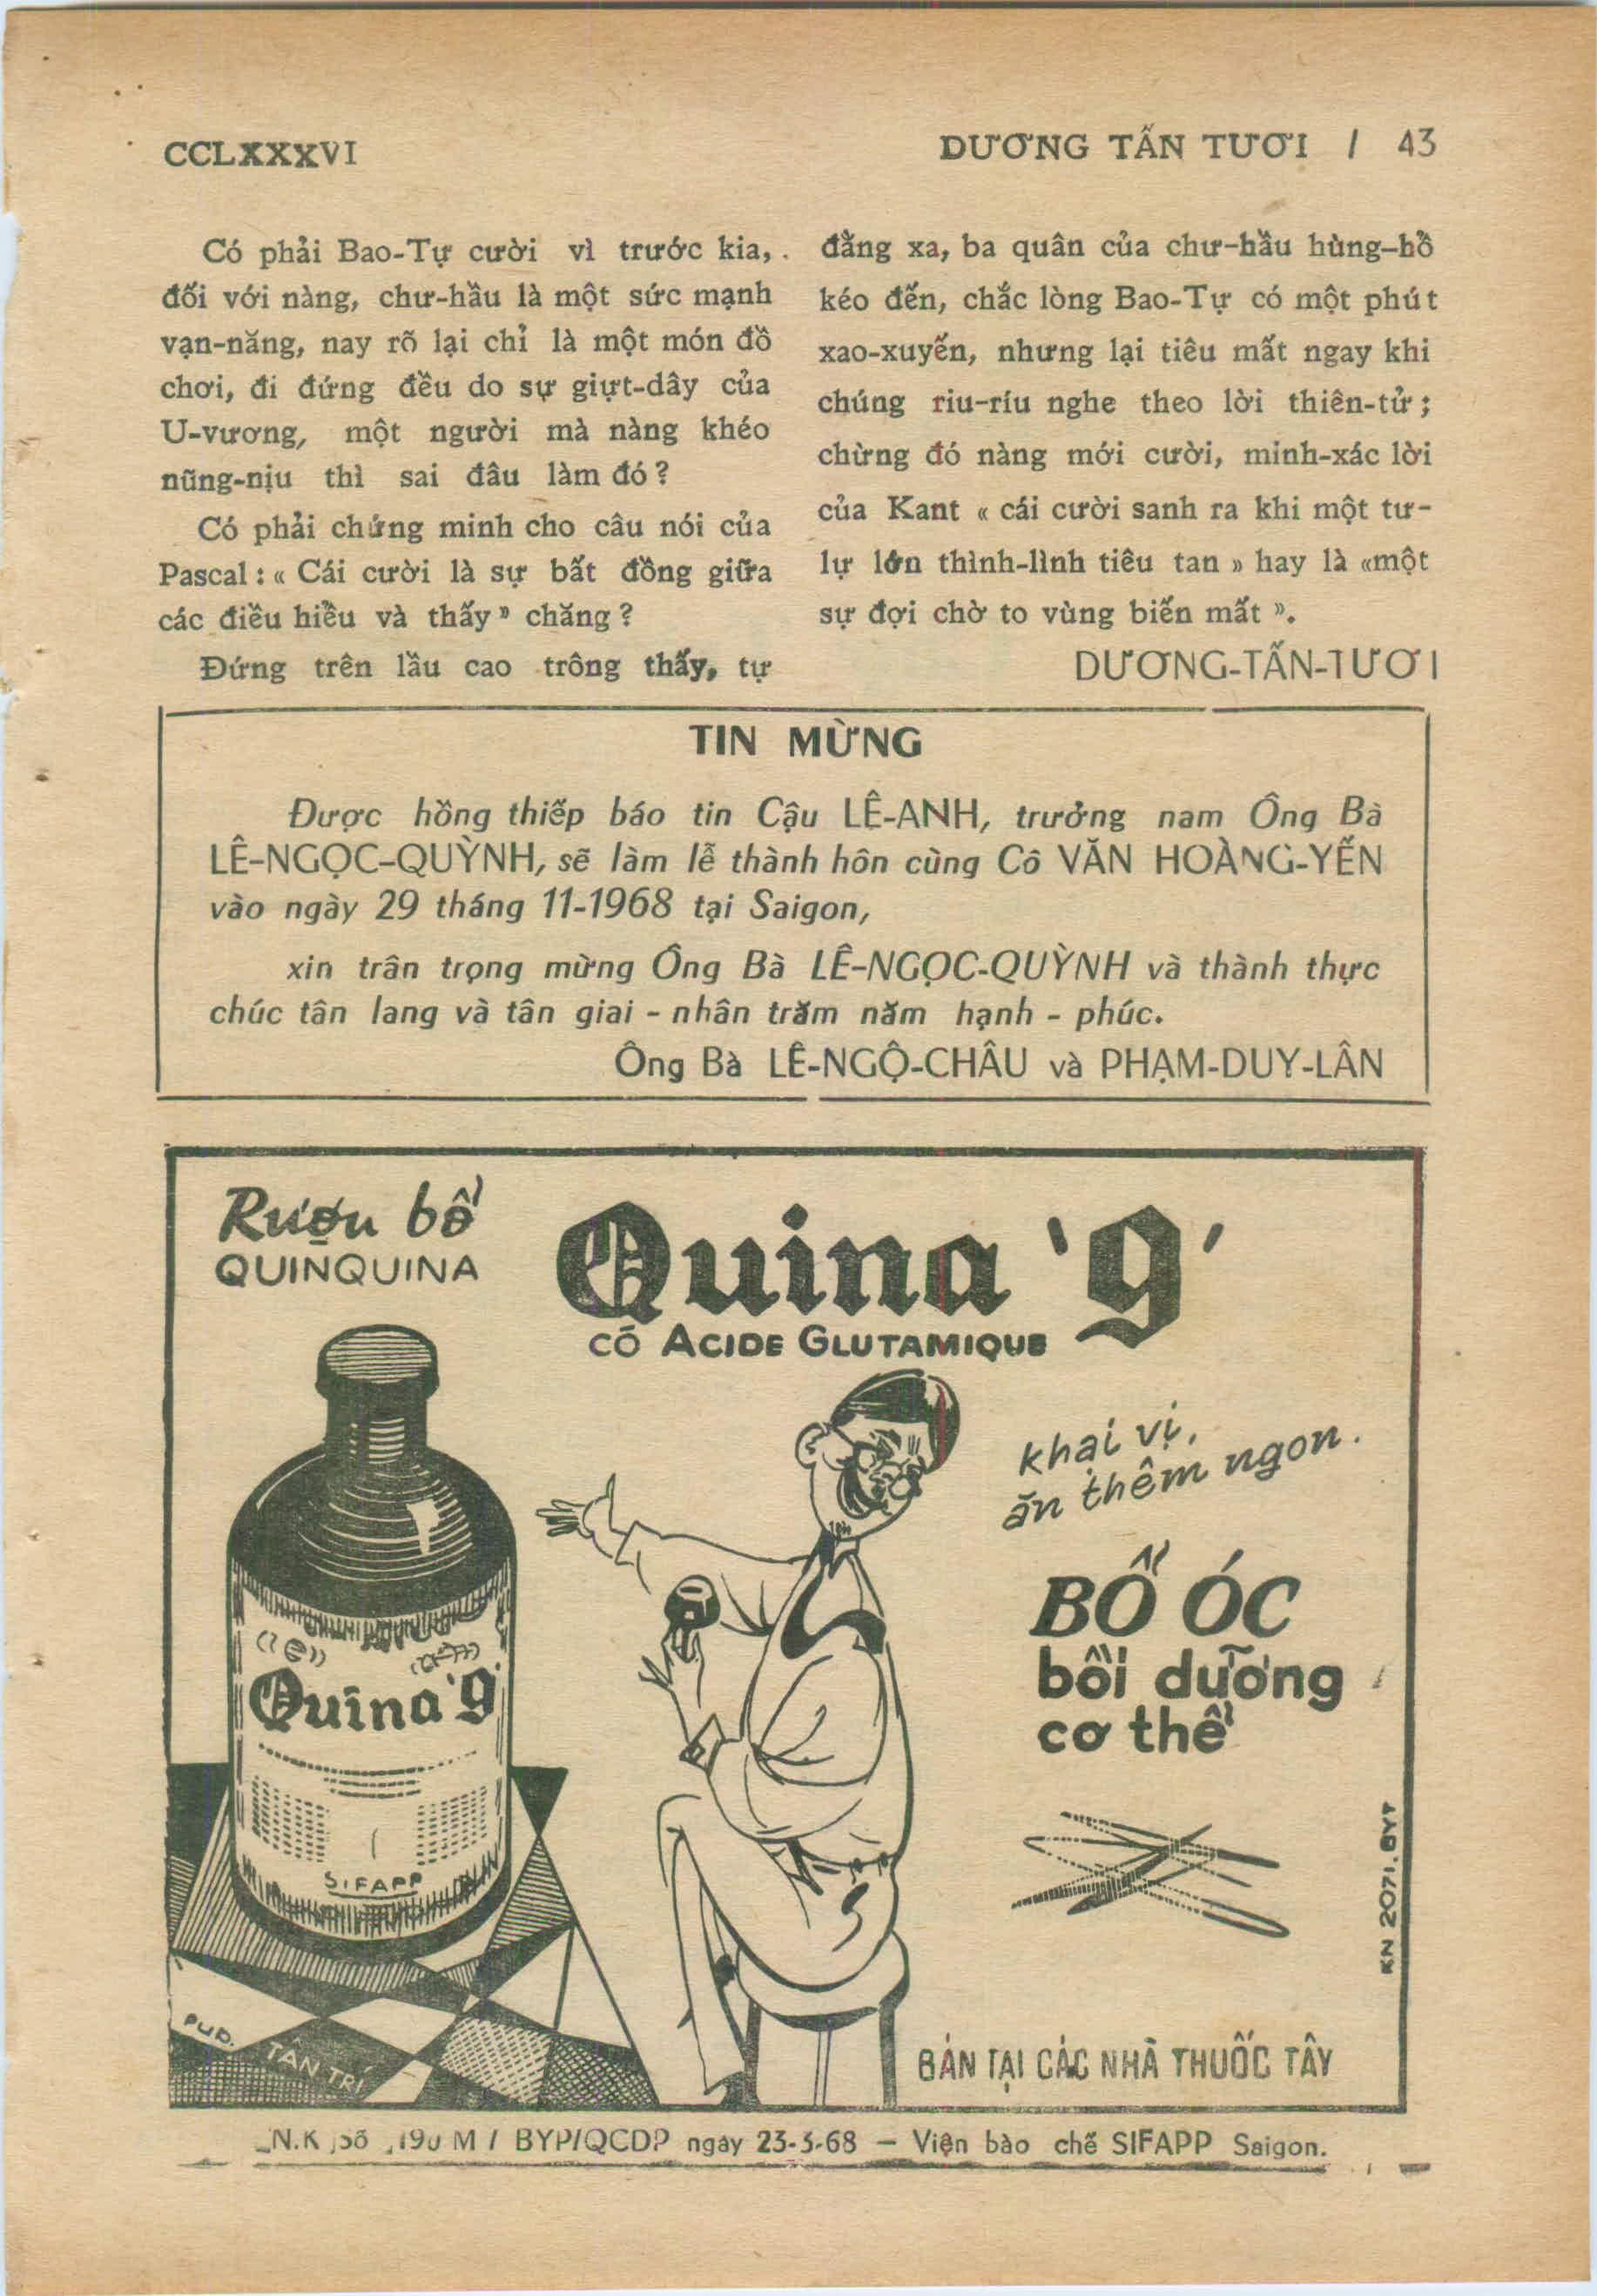 CCLXXXVI
DƯƠNG TẤN TƯƠI / 43
Có phải Bao-Tự cười vì trước kia,
đối với nàng, chư-hầu là một sức mạnh
vạn-năng, nay rõ lại chỉ là một món đồ
chơi, đi đứng đều do sự giựt-dây của
U-vương, một người mà nàng khéo
nũng-nịu thì sai đâu làm đó ?
Có phải chứng minh cho câu nói của
Pascal : « Cái cười là sự bất đồng giữa
các điều hiểu và thấy » chăng ?
Đứng trên lầu cao trông thấy, tự
đằng xa, ba quân của chư-hầu hùng-hổ
kéo đến, chắc lòng Bao-Tự có một phút
xao-xuyến, nhưng lại tiêu mất ngay khi
chúng riu-ríu nghe theo lời thiên-tử ;
chừng đó nàng mới cười, minh-xác lời
của Kant « cái cười sanh ra khi một tư-
lự lớn thình-lình tiêu tan » hay là «một
sự đợi chờ to vùng biến mất ».
DƯƠNG-TẤN-TƯƠI
TIN MỪNG
Được hồng thiếp báo tin Cậu LÊ-ANH, trưởng nam Ông Bà
LÊ-NGỌC-QUỲNH, sẽ làm lễ thành hôn cùng Cô VĂN HOÀNG-YẾN
vào ngày 29 tháng 11-1968 tại Saigon,
xin trân trọng mừng Ông Bà LÊ-NGỌC-QUỲNH và thành thực
chúc tân lang và tân giai - nhân trăm năm hạnh - phúc.
Ông Bà LÊ-NGỘ-CHÂU và PHẠM-DUY-LÂN
Rượu bổ
QUINQUINA
Quina 'g'
CÓ ACIDE GLUTAMIQUE
khai vị,
ăn thêm ngon.
BỔ ÓC
bồi dưỡng
cơ thể
Quina 'g'
SIFAPP
KN 2071. BYT
PUB.
TÂN TRÍ
BÁN TẠI CÁC NHÀ THUỐC TÂY
N.K Số M / BYP/QCDP ngày 23-3-68 — Viện bào chế SIFAPP Saigon.